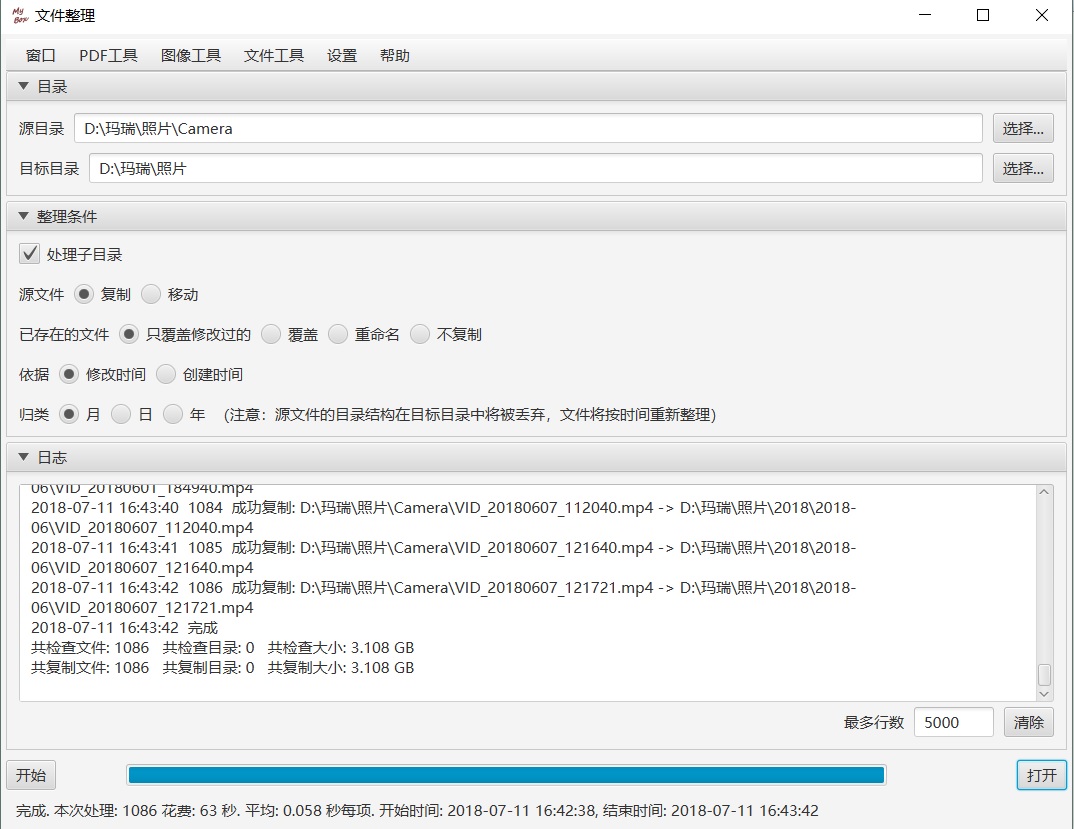 My Box 文件整理
窗口 PDF工具 图像工具 文件工具 设置 帮助
目录
源目录 D:\玛瑞\照片\Camera 选择...
目标目录 D:\玛瑞\照片 选择...
整理条件
处理子目录
源文件 复制 移动
已存在的文件 只覆盖修改过的 覆盖 重命名 不复制
依据 修改时间 创建时间
归类 月 日 年 (注意：源文件的目录结构在目标目录中将被丢弃，文件将按时间重新整理)
日志
06\VID_20180601_184940.mp4
2018-07-11 16:43:40 1084 成功复制: D:\玛瑞\照片\Camera\VID_20180607_112040.mp4 -> D:\玛瑞\照片\2018\2018-
06\VID_20180607_112040.mp4
2018-07-11 16:43:41 1085 成功复制: D:\玛瑞\照片\Camera\VID_20180607_121640.mp4 -> D:\玛瑞\照片\2018\2018-
06\VID_20180607_121640.mp4
2018-07-11 16:43:42 1086 成功复制: D:\玛瑞\照片\Camera\VID_20180607_121721.mp4 -> D:\玛瑞\照片\2018\2018-
06\VID_20180607_121721.mp4
2018-07-11 16:43:42 完成
共检查文件: 1086 共检查目录: 0 共检查大小: 3.108 GB
共复制文件: 1086 共复制目录: 0 共复制大小: 3.108 GB
最多行数 5000 清除
开始 打开
完成. 本次处理: 1086 花费: 63 秒. 平均: 0.058 秒每项. 开始时间: 2018-07-11 16:42:38, 结束时间: 2018-07-11 16:43:42